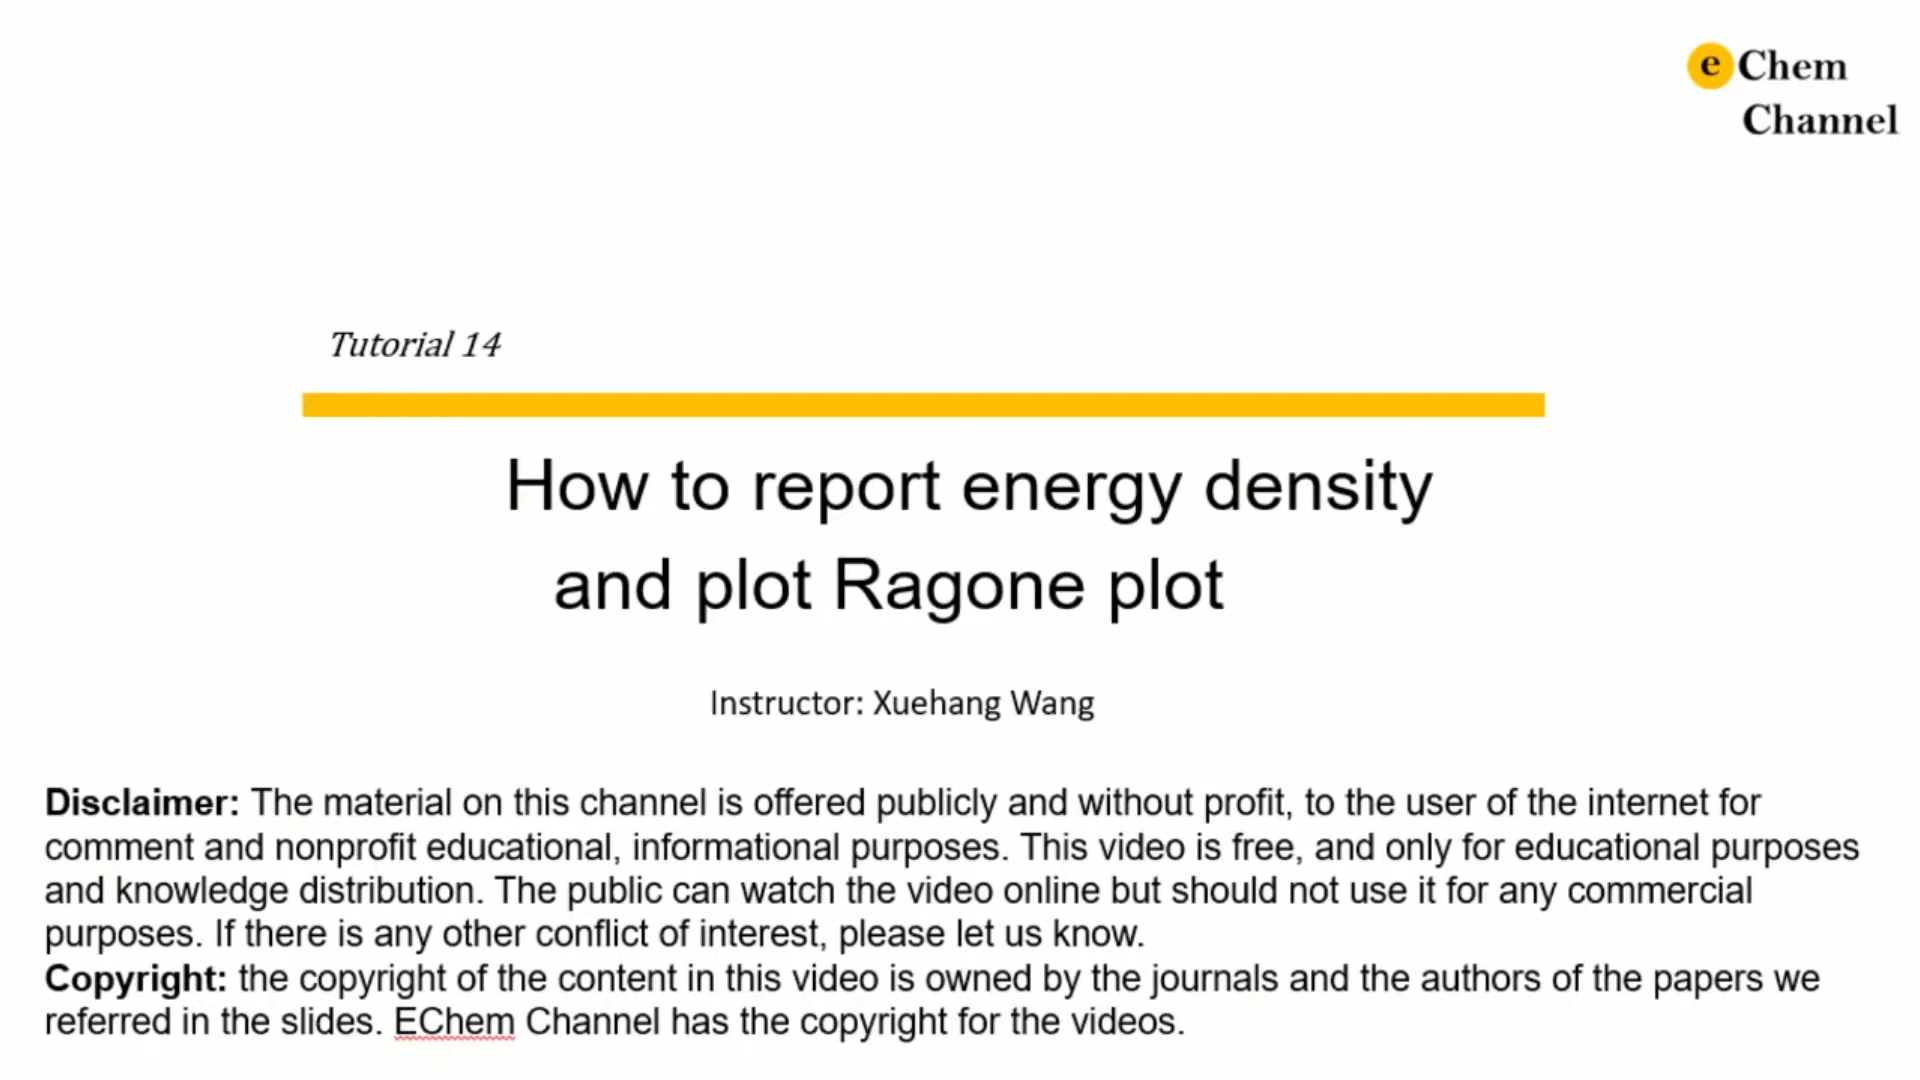 e Chem
Channel
Tutorial 14
How to report energy density
and plot Ragone plot
Instructor: Xuehang Wang
Disclaimer: The material on this channel is offered publicly and without profit, to the user of the internet for
comment and nonprofit educational, informational purposes. This video is free, and only for educational purposes
and knowledge distribution. The public can watch the video online but should not use it for any commercial
purposes. If there is any other conflict of interest, please let us know.
Copyright: the copyright of the content in this video is owned by the journals and the authors of the papers we
referred in the slides. EChem Channel has the copyright for the videos.